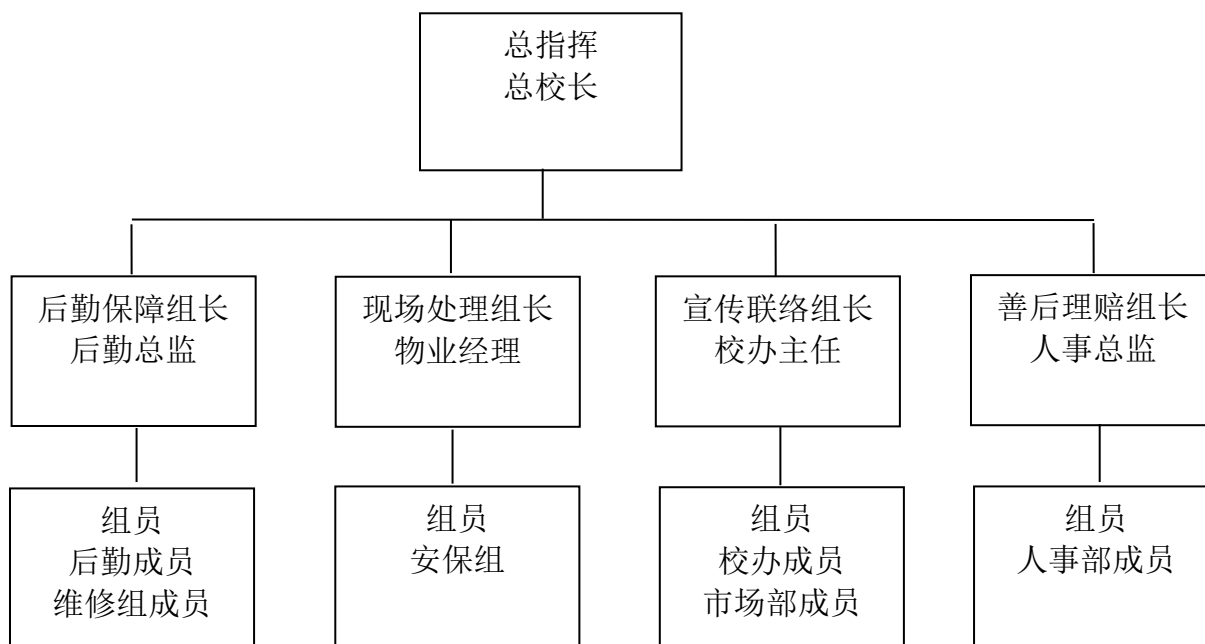 总指挥
总校长
后勤保障组长
后勤总监
现场处理组长
物业经理
宣传联络组长
校办主任
善后理赔组长
人事总监
组员
后勤成员
维修组成员
组员
安保组
组员
校办成员
市场部成员
组员
人事部成员